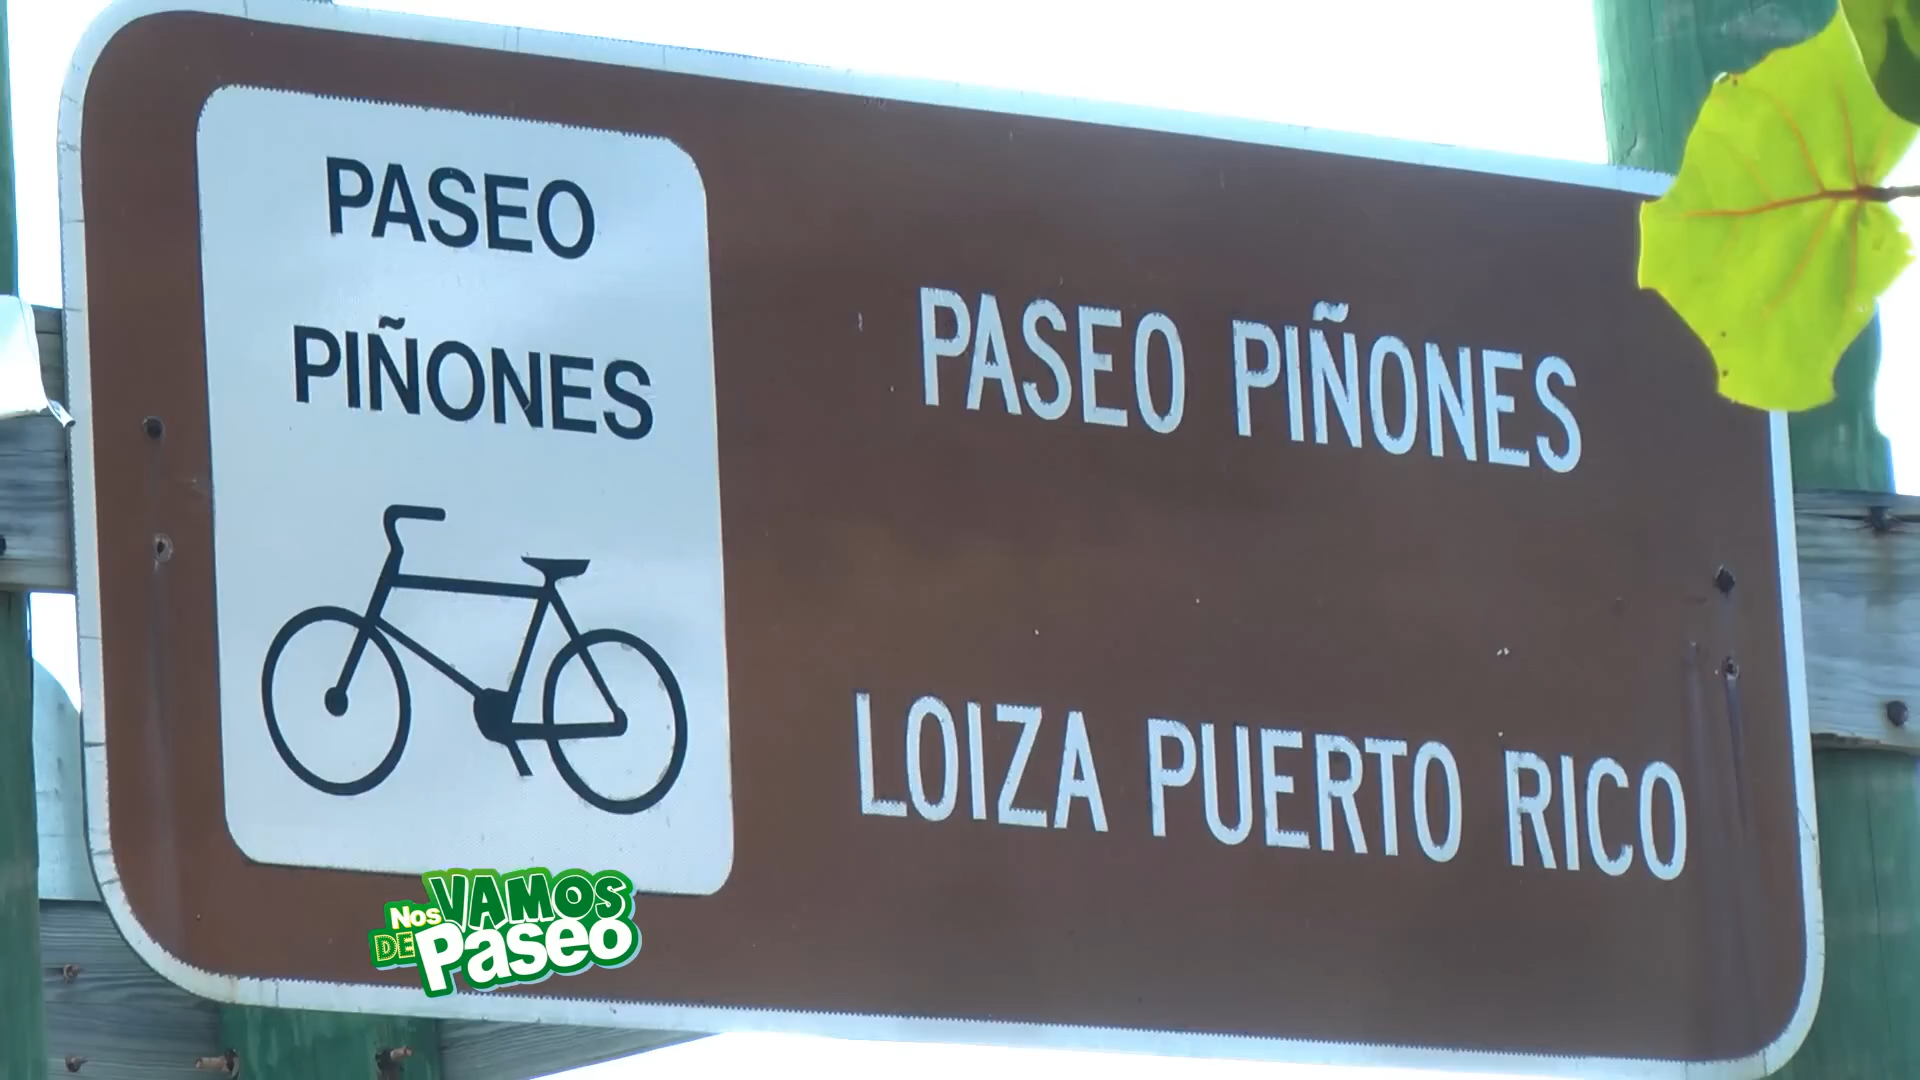 PASEO
PIÑONES
PASEO PIÑONES
LOIZA PUERTO RICO
Nos VAMOS
DE Paseo